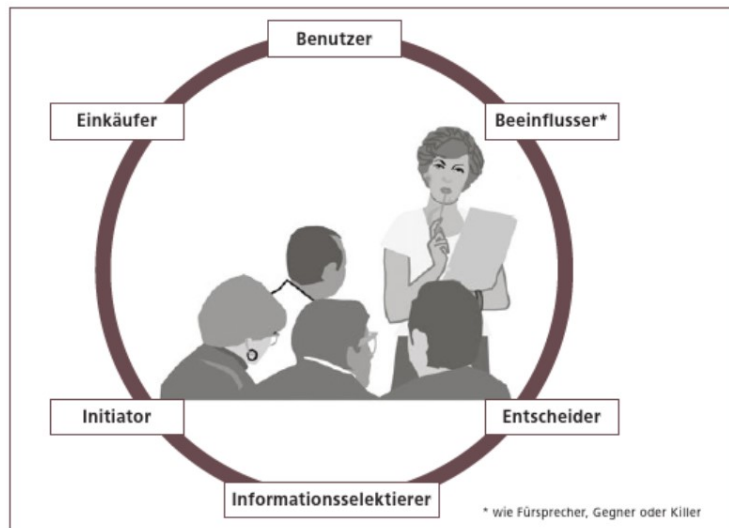 Benutzer
Einkäufer
Beeinflusser*
Initiator
Entscheider
Informationsselektierer
* wie Fürsprecher, Gegner oder Killer